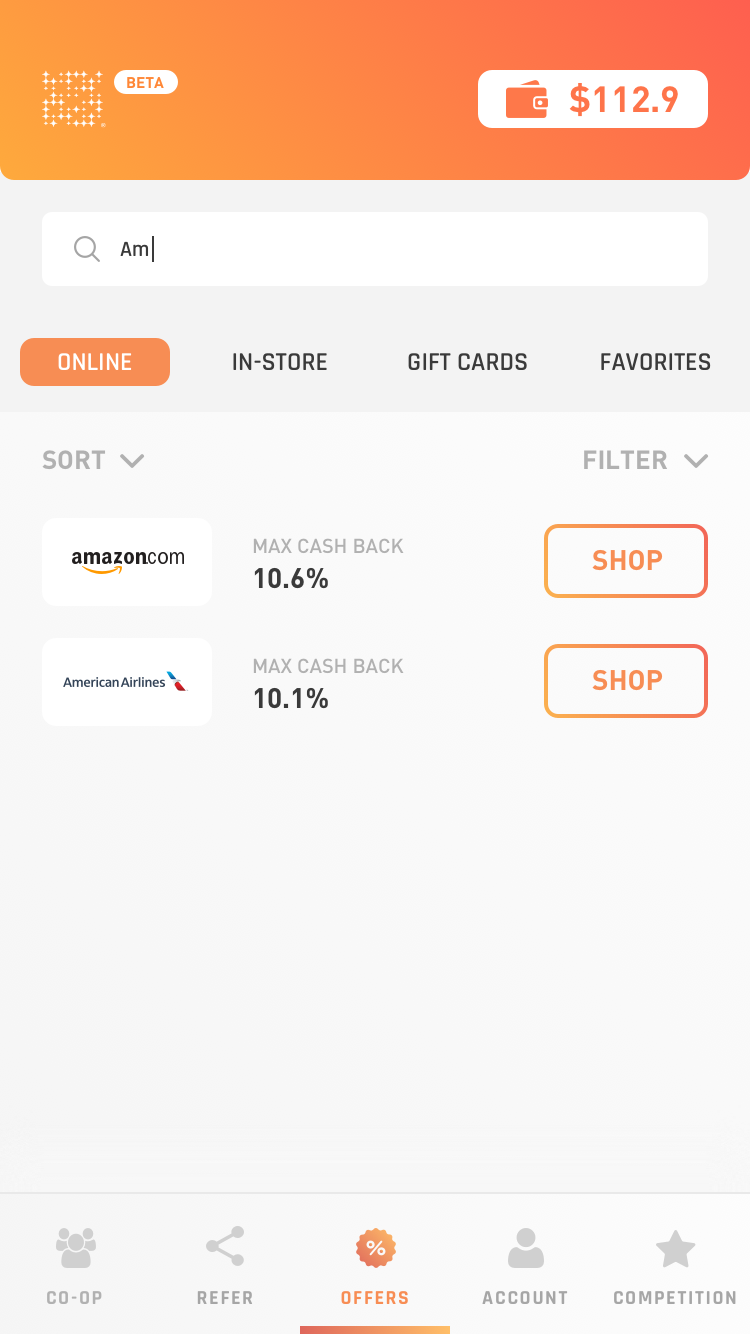 BETA
$112.9
Am
ONLINE IN-STORE GIFT CARDS FAVORITES
SORT FILTER
amazon.com
MAX CASH BACK
10.6%
SHOP
American Airlines
MAX CASH BACK
10.1%
SHOP
CO-OP REFER OFFERS ACCOUNT COMPETITION